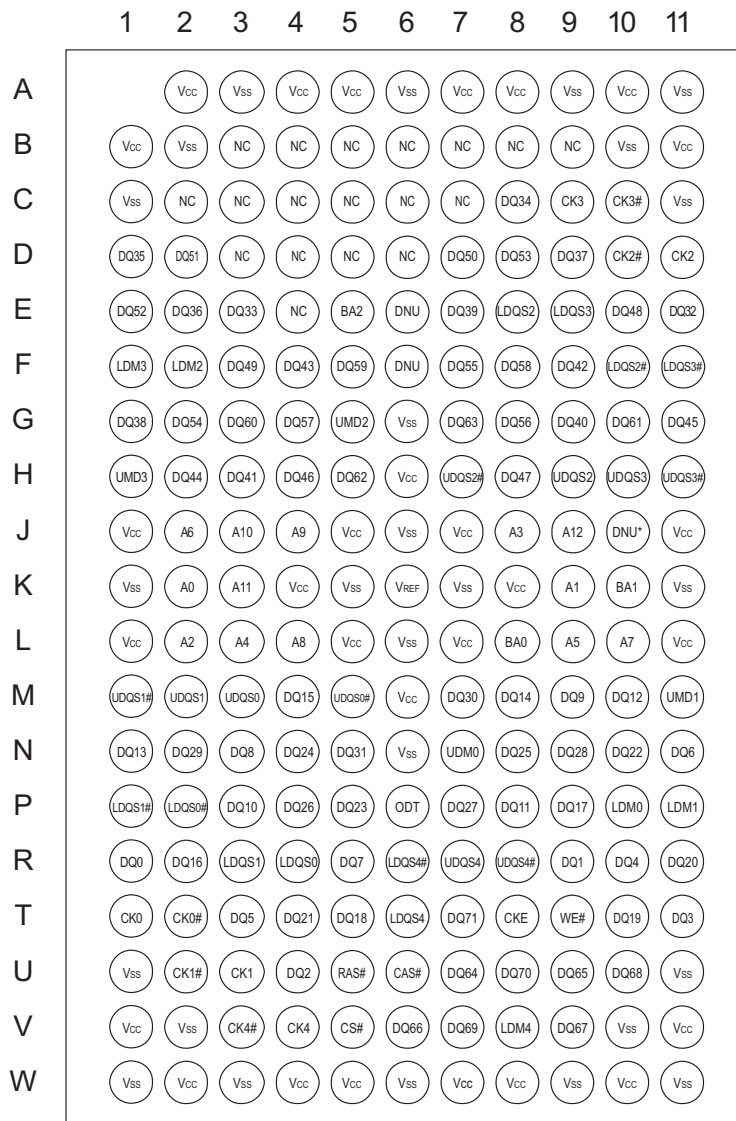 1 2 3 4 5 6 7 8 9 10 11
A Vcc Vss Vcc Vcc Vss Vcc Vcc Vss Vcc Vss
B Vcc Vss NC NC NC NC NC NC NC Vss Vcc
C Vss NC NC NC NC NC NC DQ34 CK3 CK3# Vss
D DQ35 DQ51 NC NC NC NC DQ50 DQ53 DQ37 CK2# CK2
E DQ52 DQ36 DQ33 NC BA2 DNU DQ39 LDQS2 LDQS3 DQ48 DQ32
F LDM3 LDM2 DQ49 DQ43 DQ59 DNU DQ55 DQ58 DQ42 LDQS2# LDQS3#
G DQ38 DQ54 DQ60 DQ57 UMD2 Vss DQ63 DQ56 DQ40 DQ61 DQ45
H UMD3 DQ44 DQ41 DQ46 DQ62 Vcc UDQS2# DQ47 UDQS2 UDQS3 UDQS3#
J Vcc A6 A10 A9 Vcc Vss Vcc A3 A12 DNU* Vcc
K Vss A0 A11 Vcc Vss VREF Vss Vcc A1 BA1 Vss
L Vcc A2 A4 A8 Vcc Vss Vcc BA0 A5 A7 Vcc
M UDQS1# UDQS1 UDQS0 DQ15 UDQS0# Vcc DQ30 DQ14 DQ9 DQ12 UMD1
N DQ13 DQ29 DQ8 DQ24 DQ31 Vss UDM0 DQ25 DQ28 DQ22 DQ6
P LDQS1# LDQS0# DQ10 DQ26 DQ23 ODT DQ27 DQ11 DQ17 LDM0 LDM1
R DQ0 DQ16 LDQS1 LDQS0 DQ7 LDQS4# UDQS4 UDQS4# DQ1 DQ4 DQ20
T CK0 CK0# DQ5 DQ21 DQ18 LDQS4 DQ71 CKE WE# DQ19 DQ3
U Vss CK1# CK1 DQ2 RAS# CAS# DQ64 DQ70 DQ65 DQ68 Vss
V Vcc Vss CK4# CK4 CS# DQ66 DQ69 LDM4 DQ67 Vss Vcc
W Vss Vcc Vss Vcc Vcc Vss Vcc Vcc Vss Vcc Vss